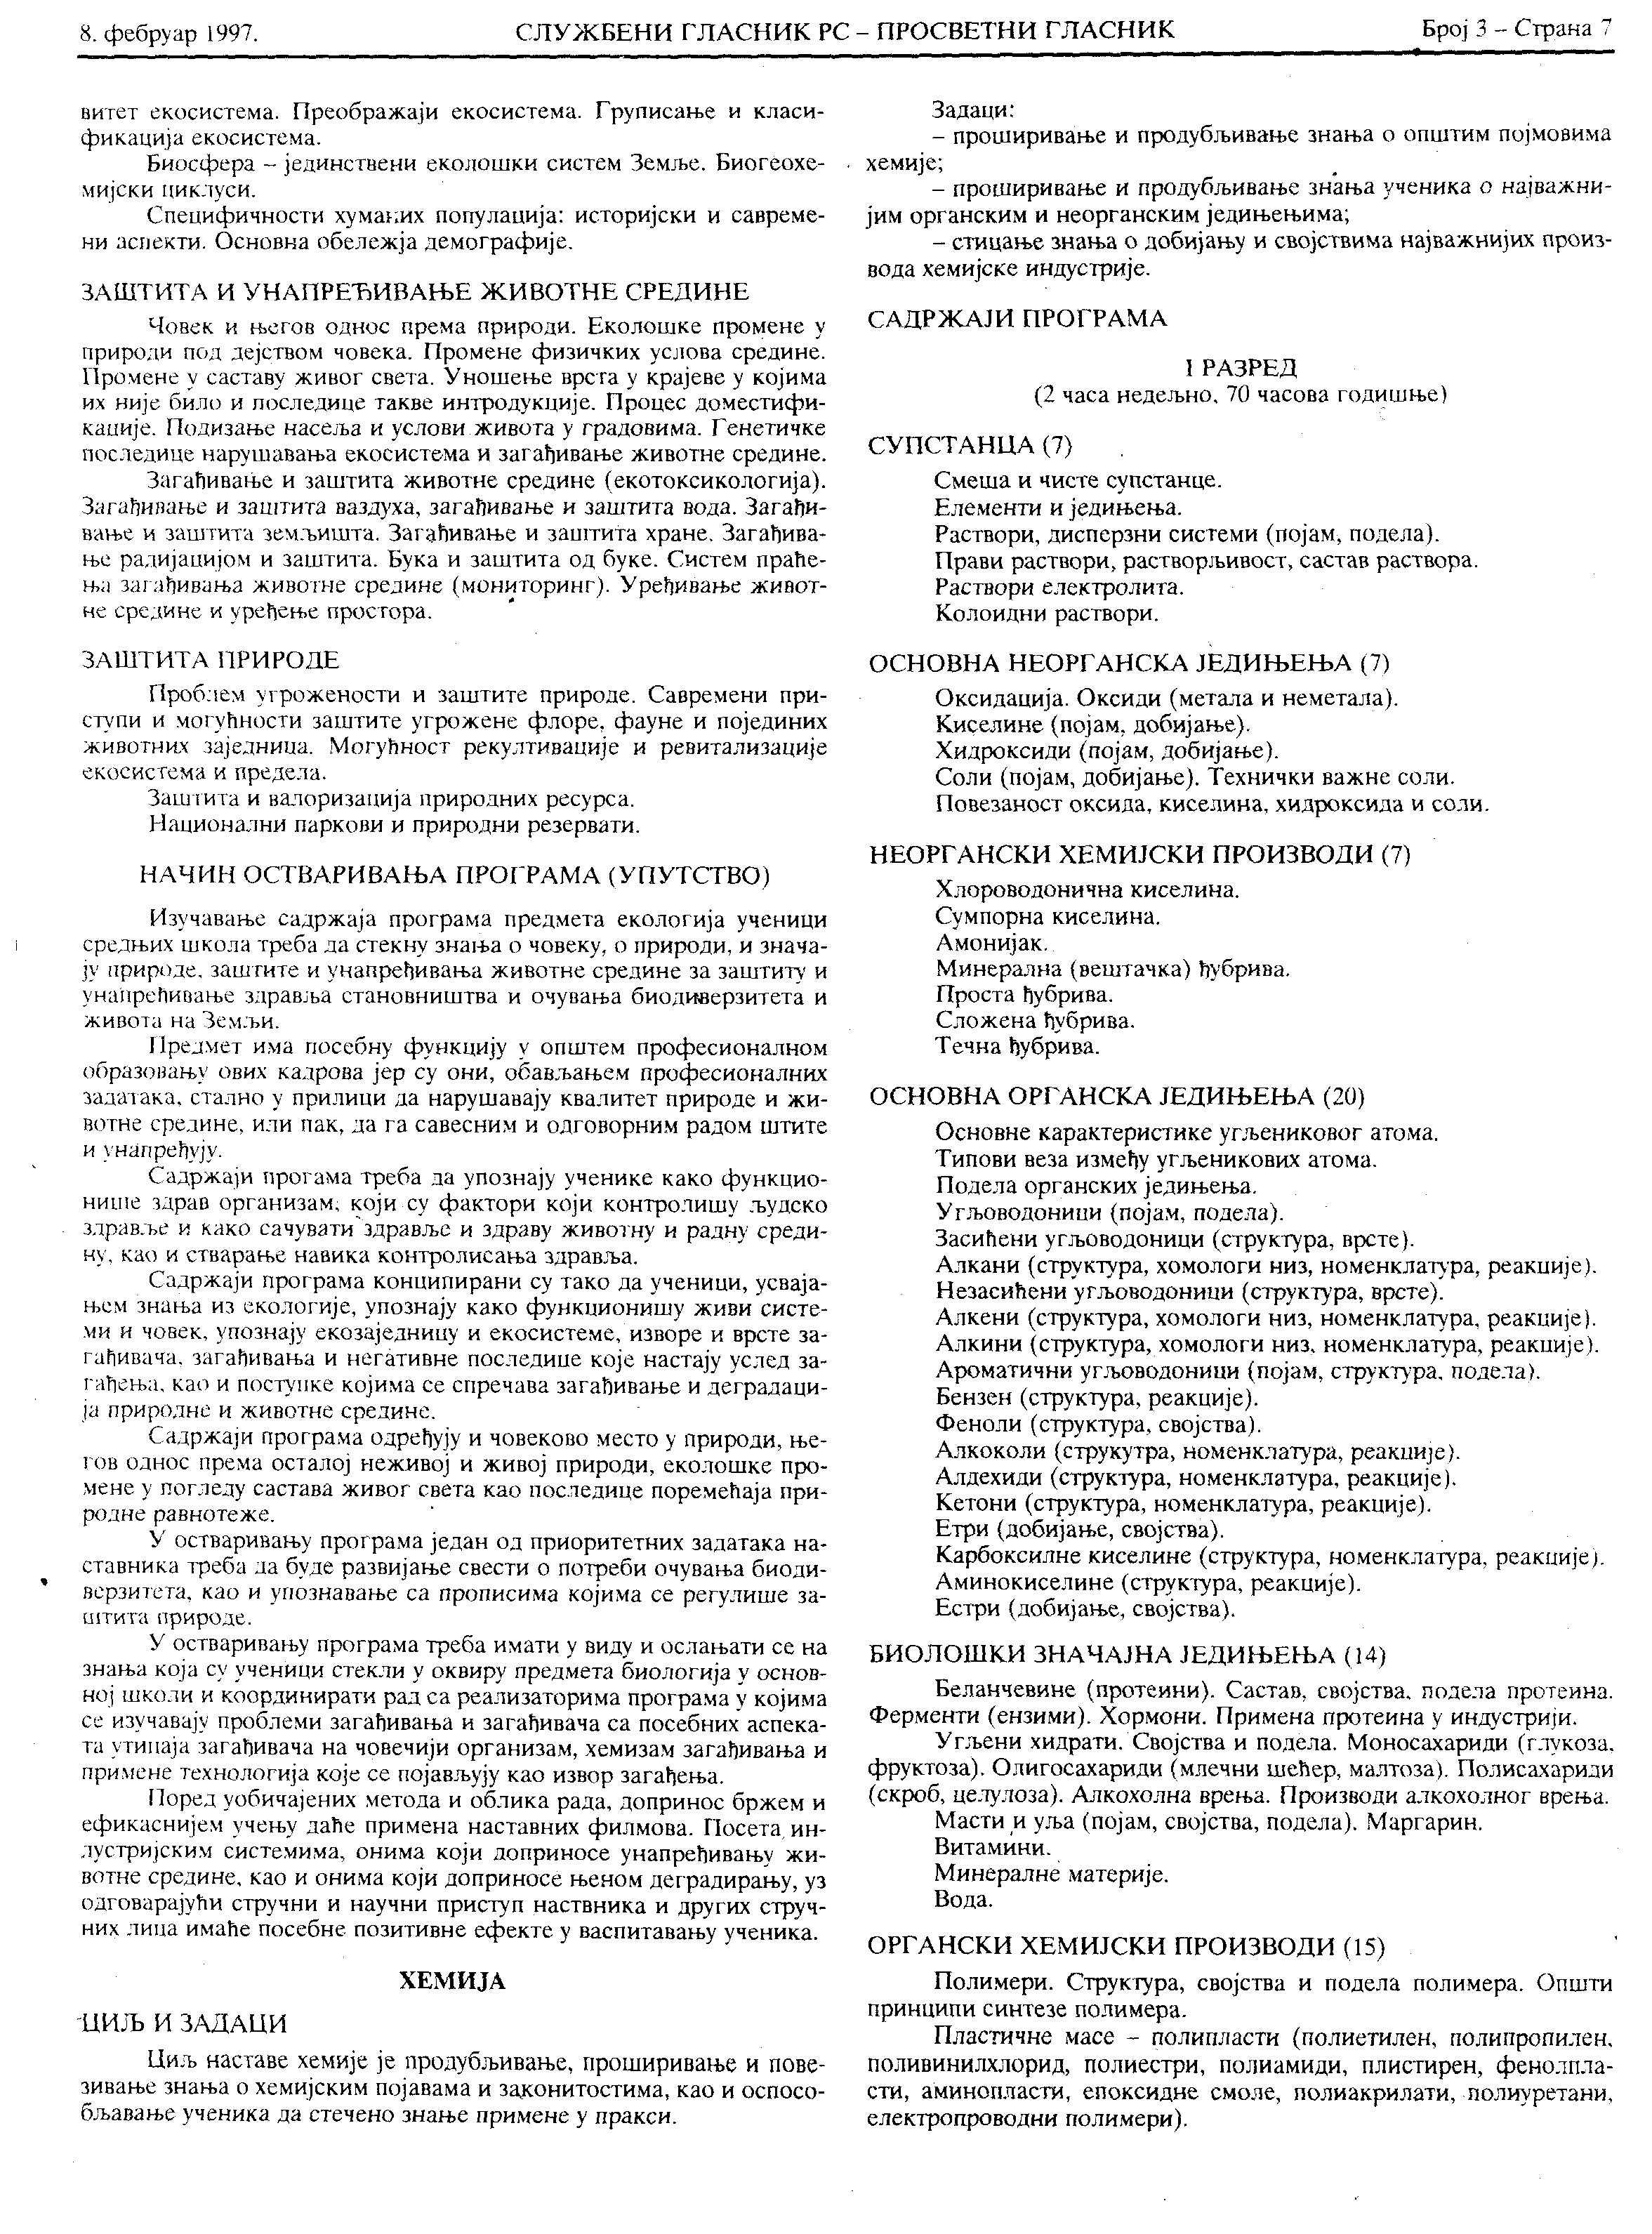 8. фебруар 1997.
СЛУЖБЕНИ ГЛАСНИК РС – ПРОСВЕТНИ ГЛАСНИК
Број 3 – Страна 7
витет екосистема. Преображаји екосистема. Груписање и класи-
фикација екосистема.
Биосфера – јединствени еколошки систем Земље. Биогеохе-
мијски циклуси.
Специфичности хуманих популација: историјски и савреме-
ни аспекти. Основна обележја демографије.
ЗАШТИТА И УНАПРЕЂИВАЊЕ ЖИВОТНЕ СРЕДИНЕ
Човек и његов однос према природи. Еколошке промене у
природи под дејством човека. Промене физичких услова средине.
Промене у саставу живог света. Уношење врста у крајеве у којима
их није било и последице такве интродукције. Процес доместифи-
кације. Подизање насеља и услови живота у градовима. Генетичке
последице нарушавања екосистема и загађивање животне средине.
Загађивање и заштита животне средине (екотоксикологија).
Загађивање и заштита ваздуха, загађивање и заштита вода. Загађи-
вање и заштита земљишта. Загађивање и заштита хране. Загађива-
ње радијацијом и заштита. Бука и заштита од буке. Систем праће-
ња загађивања животне средине (мониторинг). Уређивање живот-
не средине и уређење простора.
ЗАШТИТА ПРИРОДЕ
Проблем угрожености и заштите природе. Савремени при-
ступи и могућности заштите угрожене флоре, фауне и појединих
животних заједница. Могућност рекултивације и ревитализације
екосистема и предела.
Заштита и валоризација природних ресурса.
Национални паркови и природни резервати.
НАЧИН ОСТВАРИВАЊА ПРОГРАМА (УПУТСТВО)
Изучавање садржаја програма предмета екологија ученици
средњих школа треба да стекну знања о човеку, о природи, и знача-
ју природе, заштите и унапређивања животне средине за заштиту и
унапређивање здравља становништва и очувања биодиверзитета и
живота на Земљи.
Предмет има посебну функцију у општем професионалном
образовању ових кадрова јер су они, обављањем професионалних
задатака, стално у прилици да нарушавају квалитет природе и жи-
вотне средине, или пак, да га савесним и одговорним радом штите
и унапређују.
Садржаји прогама треба да упознају ученике како функцио-
нише здрав организам, који су фактори који контролишу људско
здравље и како сачувати здравље и здраву животну и радну среди-
ну, као и стварање навика контролисања здравља.
Садржаји програма конципирани су тако да ученици, усваја-
њем знања из екологије, упознају како функционишу живи систе-
ми и човек, упознају екозаједницу и екосистеме, изворе и врсте за-
гађивача, загађивања и негативне последице које настају услед за-
гађења, као и поступке којима се спречава загађивање и деградаци-
ја природне и животне средине.
Садржаји програма одређују и човеково место у природи, ње-
гов однос према осталој неживој и живој природи, еколошке про-
мене у погледу састава живог света као последице поремећаја при-
родне равнотеже.
У остваривању програма један од приоритетних задатака на-
ставника треба да буде развијање свести о потреби очувања биоди-
верзитета, као и упознавање са прописима којима се регулише за-
штита природе.
У остваривању програма треба имати у виду и ослањати се на
знања која су ученици стекли у оквиру предмета биологија у основ-
ној школи и координирати рад са реализаторима програма у којима
се изучавају проблеми загађивања и загађивача са посебних аспека-
та утицаја загађивача на човечији организам, хемизам загађивања и
примене технологија које се појављују као извор загађења.
Поред уобичајених метода и облика рада, допринос бржем и
ефикаснијем учењу даће примена наставних филмова. Посета ин-
дустријским системима, онима који доприносе унапређивању жи-
вотне средине, као и онима који доприносе њеном деградирању, уз
одговарајући стручни и научни приступ наствника и других струч-
них лица имаће посебне позитивне ефекте у васпитавању ученика.
ХЕМИЈА
ЦИЉ И ЗАДАЦИ
Циљ наставе хемије је продубљивање, проширивање и пове-
зивање знања о хемијским појавама и законитостима, као и оспосо-
бљавање ученика да стечено знање примене у пракси.
Задаци:
– проширивање и продубљивање знања о општим појмовима
хемије;
– проширивање и продубљивање знања ученика о најважни-
јим органским и неорганским једињењима;
– стицање знања о добијању и својствима најважнијих произ-
вода хемијске индустрије.
САДРЖАЈИ ПРОГРАМА
I РАЗРЕД
(2 часа недељно, 70 часова годишње)
СУПСТАНЦА (7)
Смеша и чисте супстанце.
Елементи и једињења.
Раствори, дисперзни системи (појам, подела).
Прави раствори, растворљивост, састав раствора.
Раствори електролита.
Колоидни раствори.
ОСНОВНА НЕОРГАНСКА ЈЕДИЊЕЊА (7)
Оксидација. Оксиди (метала и неметала).
Киселине (појам, добијање).
Хидроксиди (појам, добијање).
Соли (појам, добијање). Технички важне соли.
Повезаност оксида, киселина, хидроксида и соли.
НЕОРГАНСКИ ХЕМИЈСКИ ПРОИЗВОДИ (7)
Хлороводонична киселина.
Сумпорна киселина.
Амонијак.
Минерална (вештачка) ђубрива.
Проста ђубрива.
Сложена ђубрива.
Течна ђубрива.
ОСНОВНА ОРГАНСКА ЈЕДИЊЕЊА (20)
Основне карактеристике угљениковог атома.
Типови веза између угљеникових атома.
Подела органских једињења.
Угљоводоници (појам, подела).
Засићени угљоводоници (структура, врсте).
Алкани (структура, хомологи низ, номенклатура, реакције).
Незасићени угљоводоници (структура, врсте).
Алкени (структура, хомологи низ, номенклатура, реакције).
Алкини (структура, хомологи низ, номенклатура, реакције).
Ароматични угљоводоници (појам, структура, подела).
Бензен (структура, реакције).
Феноли (структура, својства).
Алкоколи (струкутра, номенклатура, реакције).
Алдехиди (структура, номенклатура, реакције).
Кетони (структура, номенклатура, реакције).
Етри (добијање, својства).
Карбоксилне киселине (структура, номенклатура, реакције).
Аминокиселине (структура, реакције).
Естри (добијање, својства).
БИОЛОШКИ ЗНАЧАЈНА ЈЕДИЊЕЊА (14)
Беланчевине (протеини). Састав, својства, подела протеина.
Ферменти (ензими). Хормони. Примена протеина у индустрији.
Угљени хидрати. Својства и подела. Моносахариди (глукоза,
фруктоза). Олигосахариди (млечни шећер, малтоза). Полисахариди
(скроб, целулоза). Алкохолна врења. Производи алкохолног врења.
Масти и уља (појам, својства, подела). Маргарин.
Витамини.
Минералне материје.
Вода.
ОРГАНСКИ ХЕМИЈСКИ ПРОИЗВОДИ (15)
Полимери. Структура, својства и подела полимера. Општи
принципи синтезе полимера.
Пластичне масе – полипласти (полиетилен, полипропилен,
поливинилхлорид, полиестри, полиамиди, плистирен, фенолпла-
сти, аминопласти, епоксидне смоле, полиакрилати, полиуретани,
електропроводни полимери).